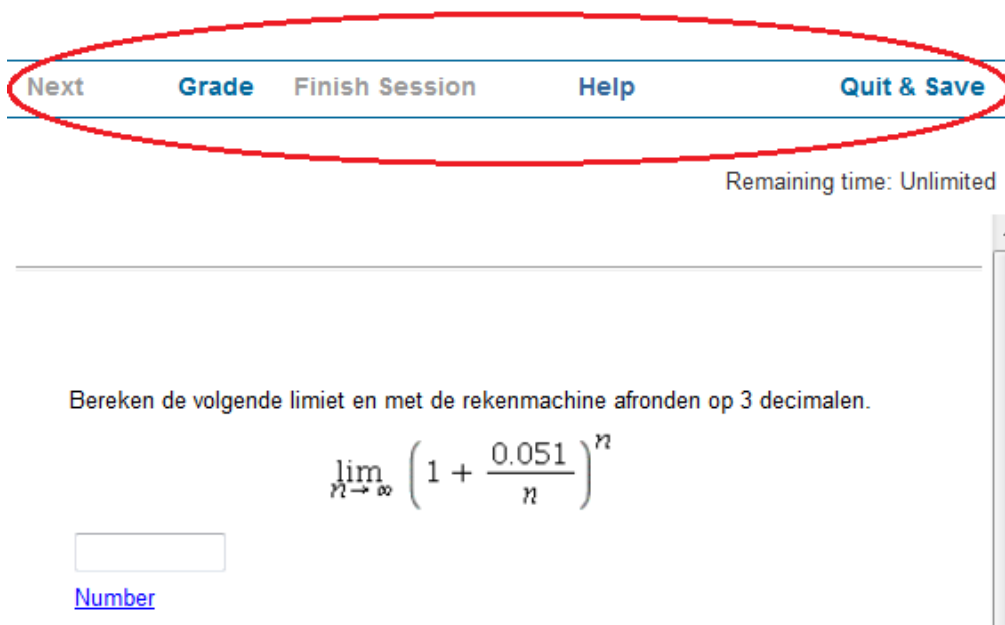 Next Grade Finish Session Help Quit & Save
Remaining time: Unlimited
Bereken de volgende limiet en met de rekenmachine afronden op 3 decimalen.
lim n→∞ (1 + 0.051/n)^n
Number